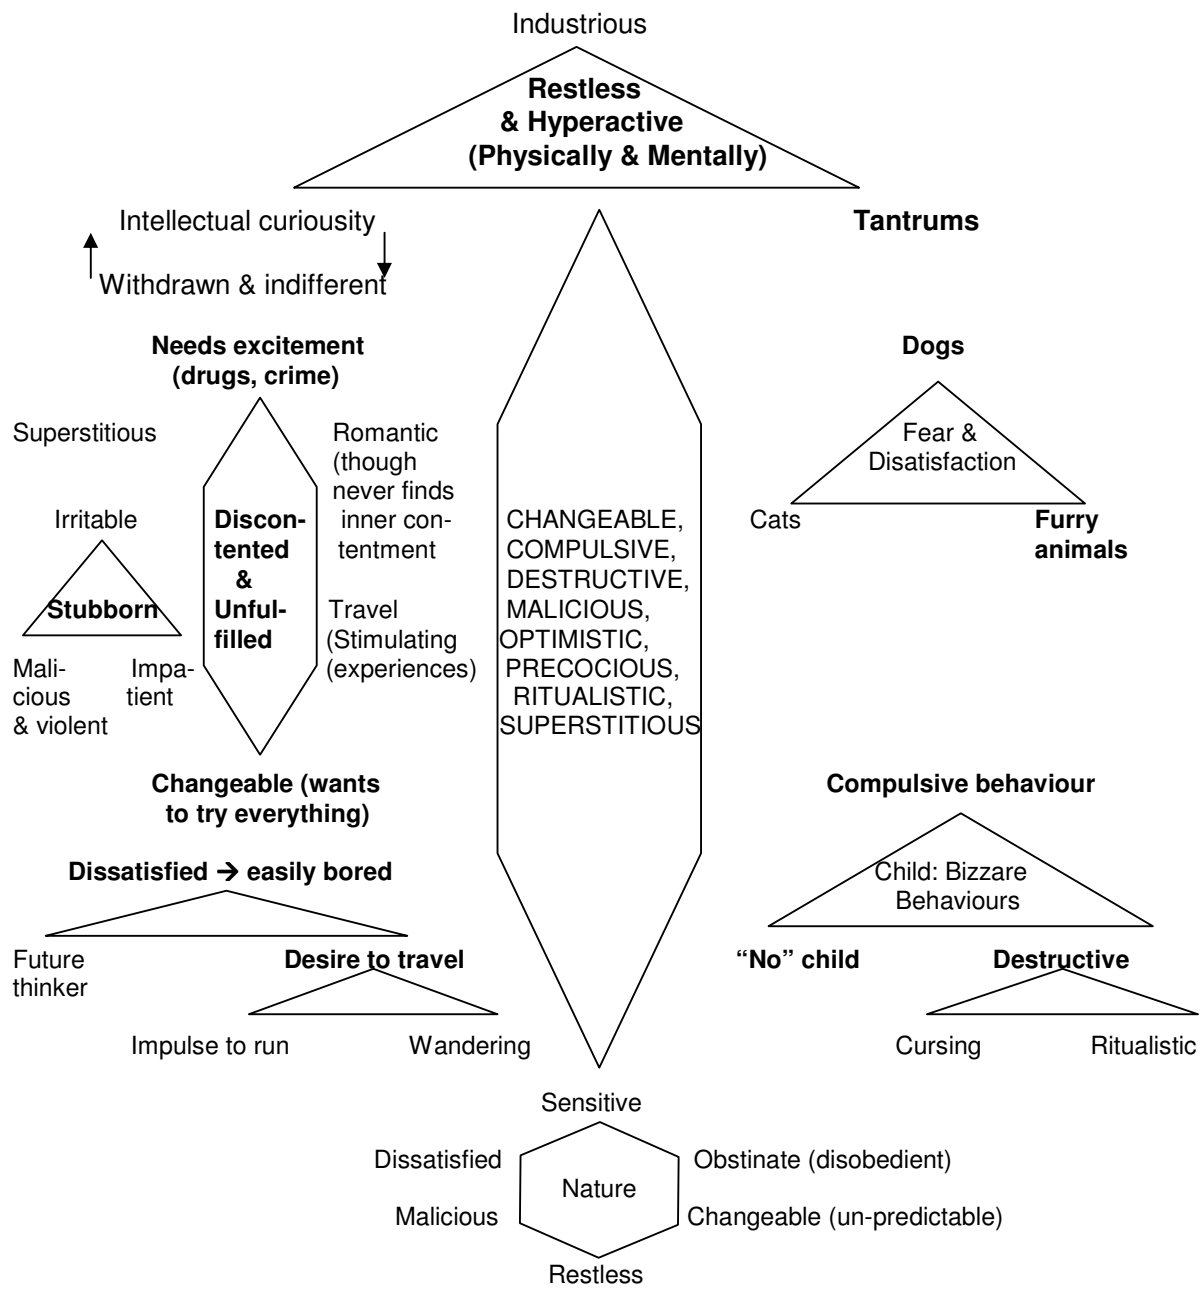 Industrious
Restless
& Hyperactive
(Physically & Mentally)
Intellectual curiousity
Withdrawn & indifferent
Tantrums
Needs excitement
(drugs, crime)
Superstitious
Romantic
(though
never finds
inner con-
tentment
Irritable
Stubborn
Mali-
cious
& violent
Impa-
tient
Discon-
tented
&
Unful-
filled
Travel
(Stimulating
(experiences)
Changeable (wants
to try everything)
Dissatisfied → easily bored
Future
thinker
Desire to travel
Impulse to run
Wandering
CHANGEABLE,
COMPULSIVE,
DESTRUCTIVE,
MALICIOUS,
OPTIMISTIC,
PRECOCIOUS,
RITUALISTIC,
SUPERSTITIOUS
Dogs
Fear &
Disatisfaction
Cats
Furry
animals
Compulsive behaviour
Child: Bizzare
Behaviours
“No” child
Destructive
Cursing
Ritualistic
Sensitive
Dissatisfied
Obstinate (disobedient)
Nature
Malicious
Changeable (un-predictable)
Restless